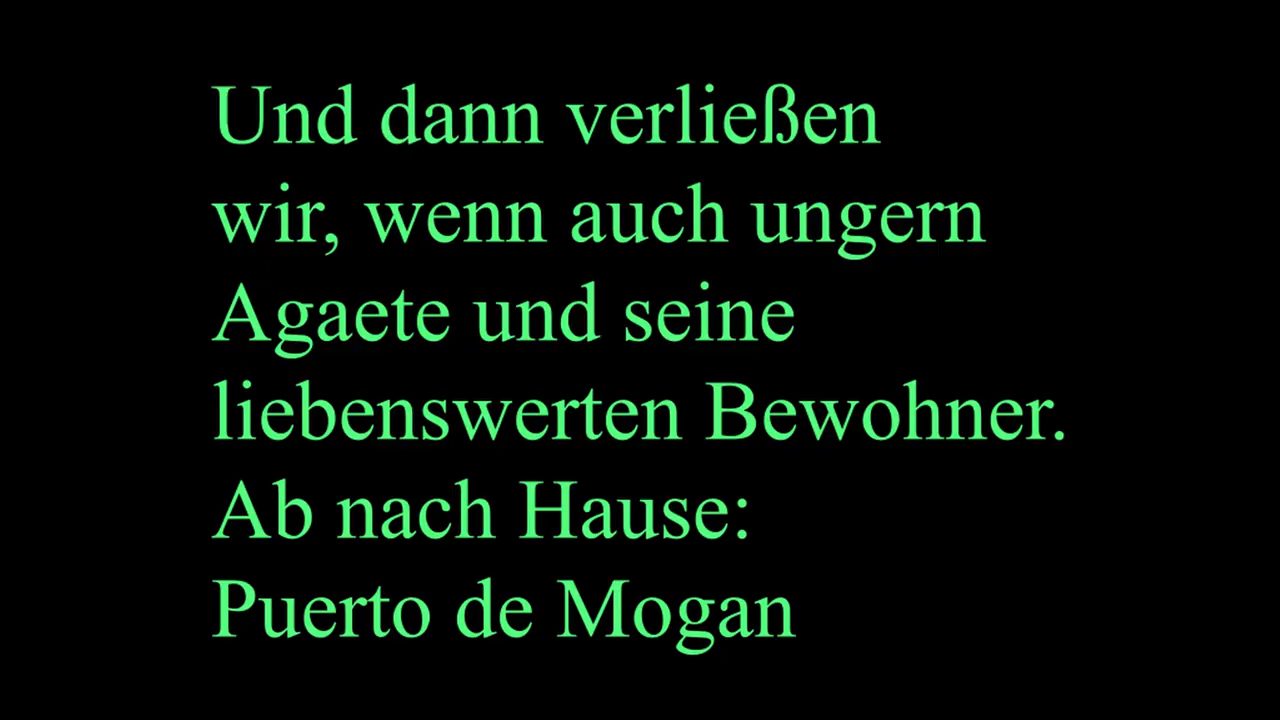 Und dann verließen
wir, wenn auch ungern
Agaete und seine
liebenswerten Bewohner.
Ab nach Hause:
Puerto de Mogan